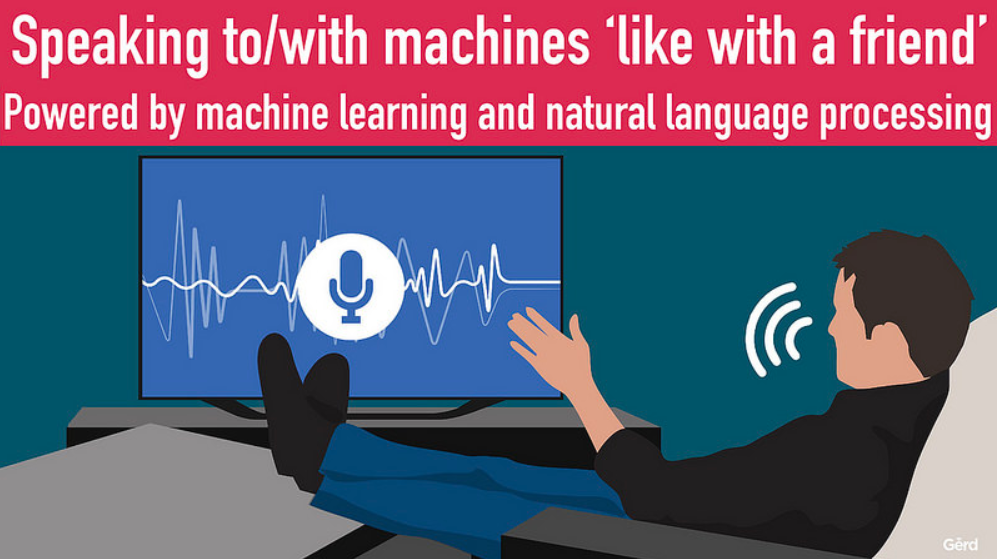 Speaking to/with machines ‘like with a friend’
Powered by machine learning and natural language processing
Gērd